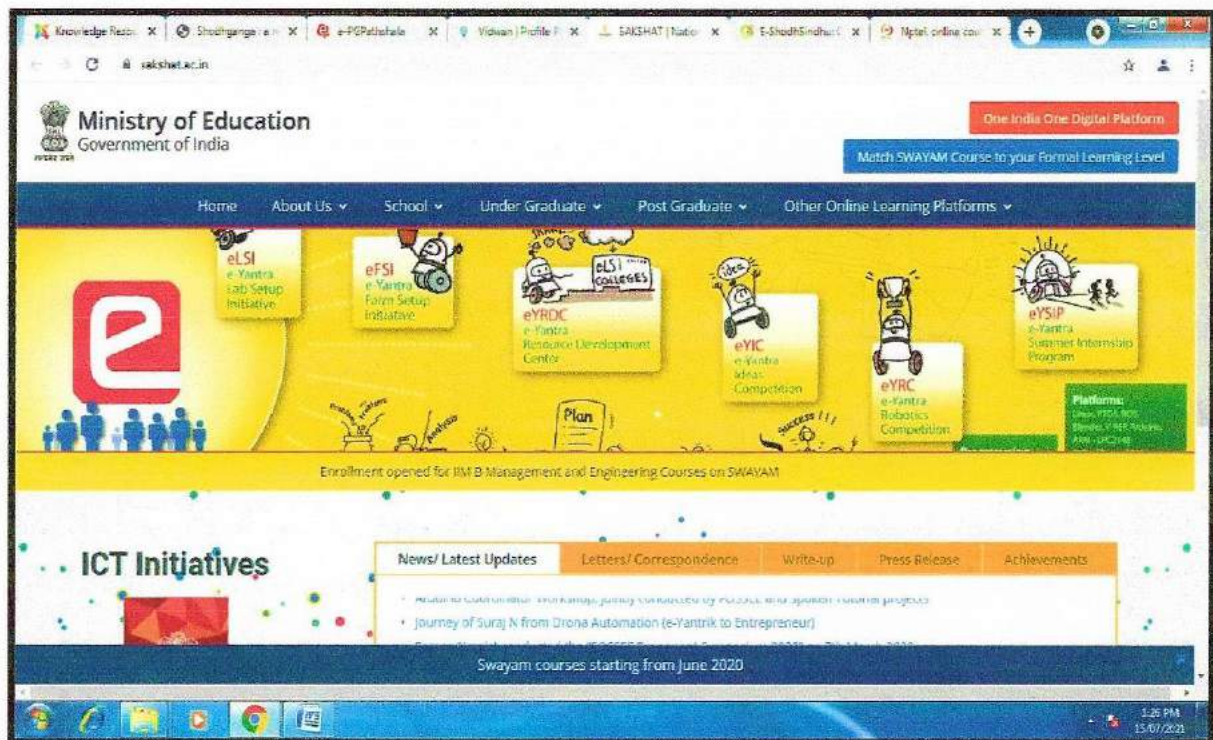 Knowledge Resou
Shodhganga : a r
e-PGPathshala
Vidwan | Profile F
SAKSHAT | Natio
E-ShodhSindhu: C
Nptel, online cou
sakshat.ac.in
Ministry of Education
Government of India
One India One Digital Platform
Match SWAYAM Course to your Formal Learning Level
Home About Us School Under Graduate Post Graduate Other Online Learning Platforms
eLSI
e-Yantra
Lab Setup
Initiative
eFSI
e-Yantra
Farm Setup
Initiative
eLSI
COLLEGES
eYRDC
e-Yantra
Resource Development
Center
idea
eYIC
e-Yantra
Ideas
Competition
eYRC
e-Yantra
Robotics
Competition
eYSIP
e-Yantra
Summer Internship
Program
Analysis
Plan
Success !!!
Platforms:
e
Enrollment opened for IIM B Management and Engineering Courses on SWAYAM
ICT Initiatives
News/ Latest Updates Letters/ Correspondence Write-up Press Release Achievements
Journey of Suraj N from Drona Automation (e-Yantrik to Entrepreneur)
Swayam courses starting from June 2020
1:26 PM
15/07/2021